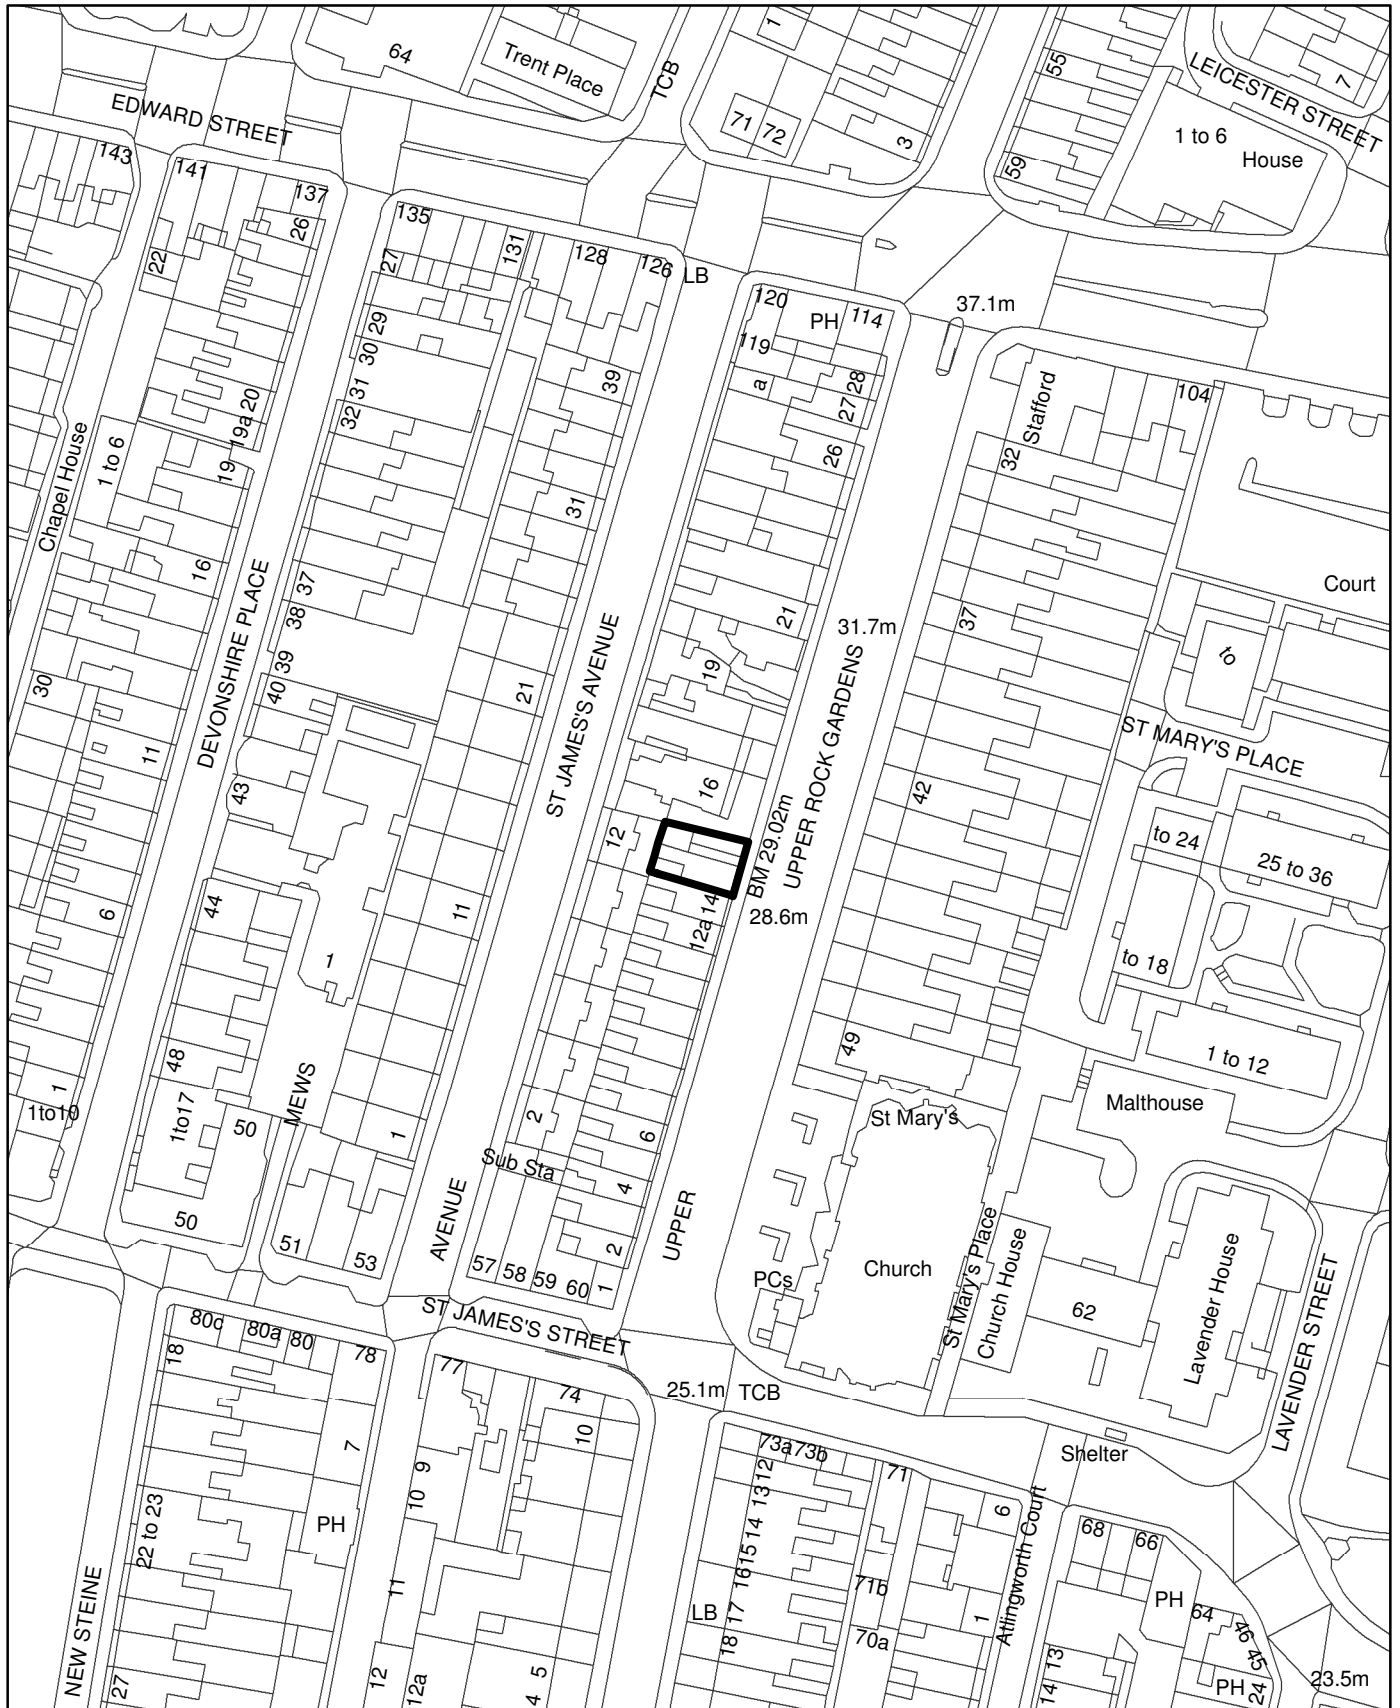 64
Trent Place
TCB
1
71
72
3
55
59
LEICESTER STREET
7
1 to 6
House
EDWARD STREET
143
141
137
26
22
135
131
128
126
LB
27
29
30
31
32
39
120
PH
114
119
a
28
27
26
37.1m
Stafford
32
104
Court
20
19a
19
1 to 6
Chapel House
16
37
38
39
40
31
21
21
19
31.7m
37
to
ST MARY'S PLACE
DEVONSHIRE PLACE
ST JAMES'S AVENUE
UPPER ROCK GARDENS
BM 29.02m
30
11
43
16
42
12
14
12a
28.6m
to 24
25 to 36
to 18
6
44
11
1
48
49
1 to 12
1
1to10
1to17
50
MEWS
1
2
6
St Mary's
Malthouse
Sub Sta
4
50
51
53
AVENUE
UPPER
2
57
58
59
60
1
PCs
Church
St Mary's Place
Church House
62
Lavender House
LAVENDER STREET
80c
80a
80
78
18
ST JAMES'S STREET
77
74
10
25.1m
TCB
Shelter
7
9
10
73a
73b
71
12
13
14
15
16
17
18
6
Atlingworth Court
68
66
22 to 23
PH
11
LB
71b
70a
1
PH
64
46
45
NEW STEINE
27
12
12a
5
4
13
14
PH
24
23.5m